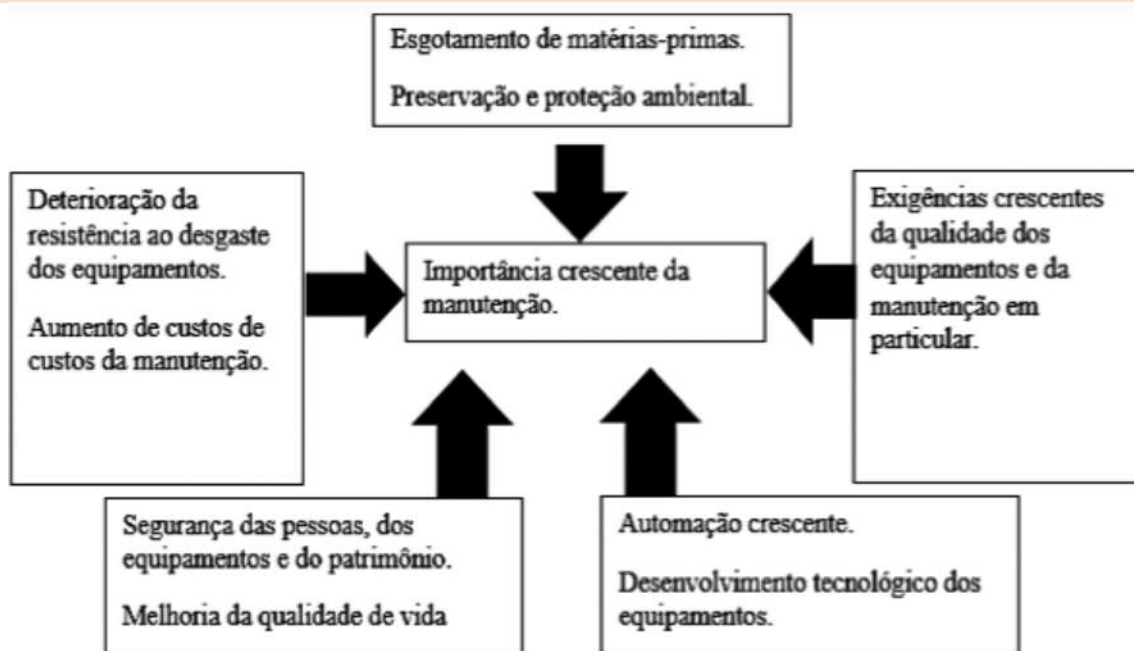 Esgotamento de matérias-primas.
Preservação e proteção ambiental.
Deterioração da
resistência ao desgaste
dos equipamentos.
Aumento de custos de
custos da manutenção.
Importância crescente da
manutenção.
Exigências crescentes
da qualidade dos
equipamentos e da
manutenção em
particular.
Segurança das pessoas, dos
equipamentos e do patrimônio.
Melhoria da qualidade de vida
Automação crescente.
Desenvolvimento tecnológico dos
equipamentos.